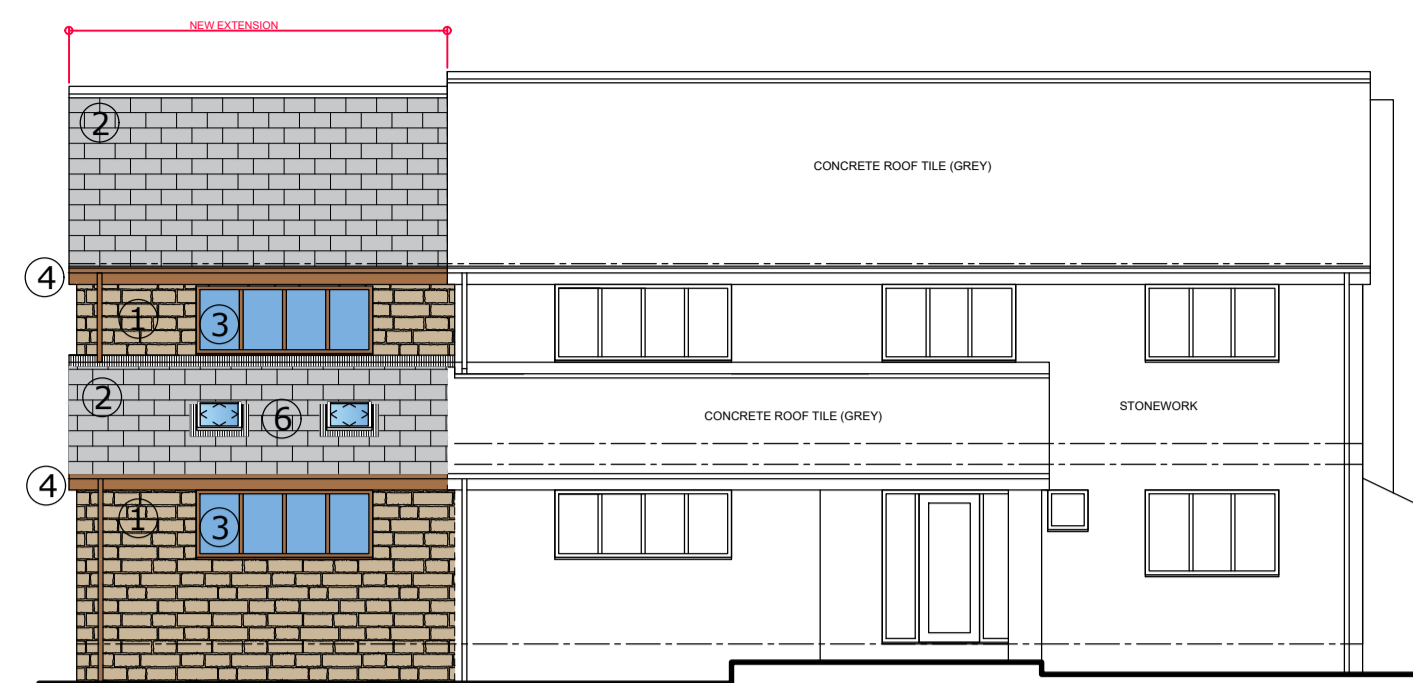 NEW EXTENSION
2
CONCRETE ROOF TILE (GREY)
4
1
3
2
6
CONCRETE ROOF TILE (GREY)
STONEWORK
4
1
3